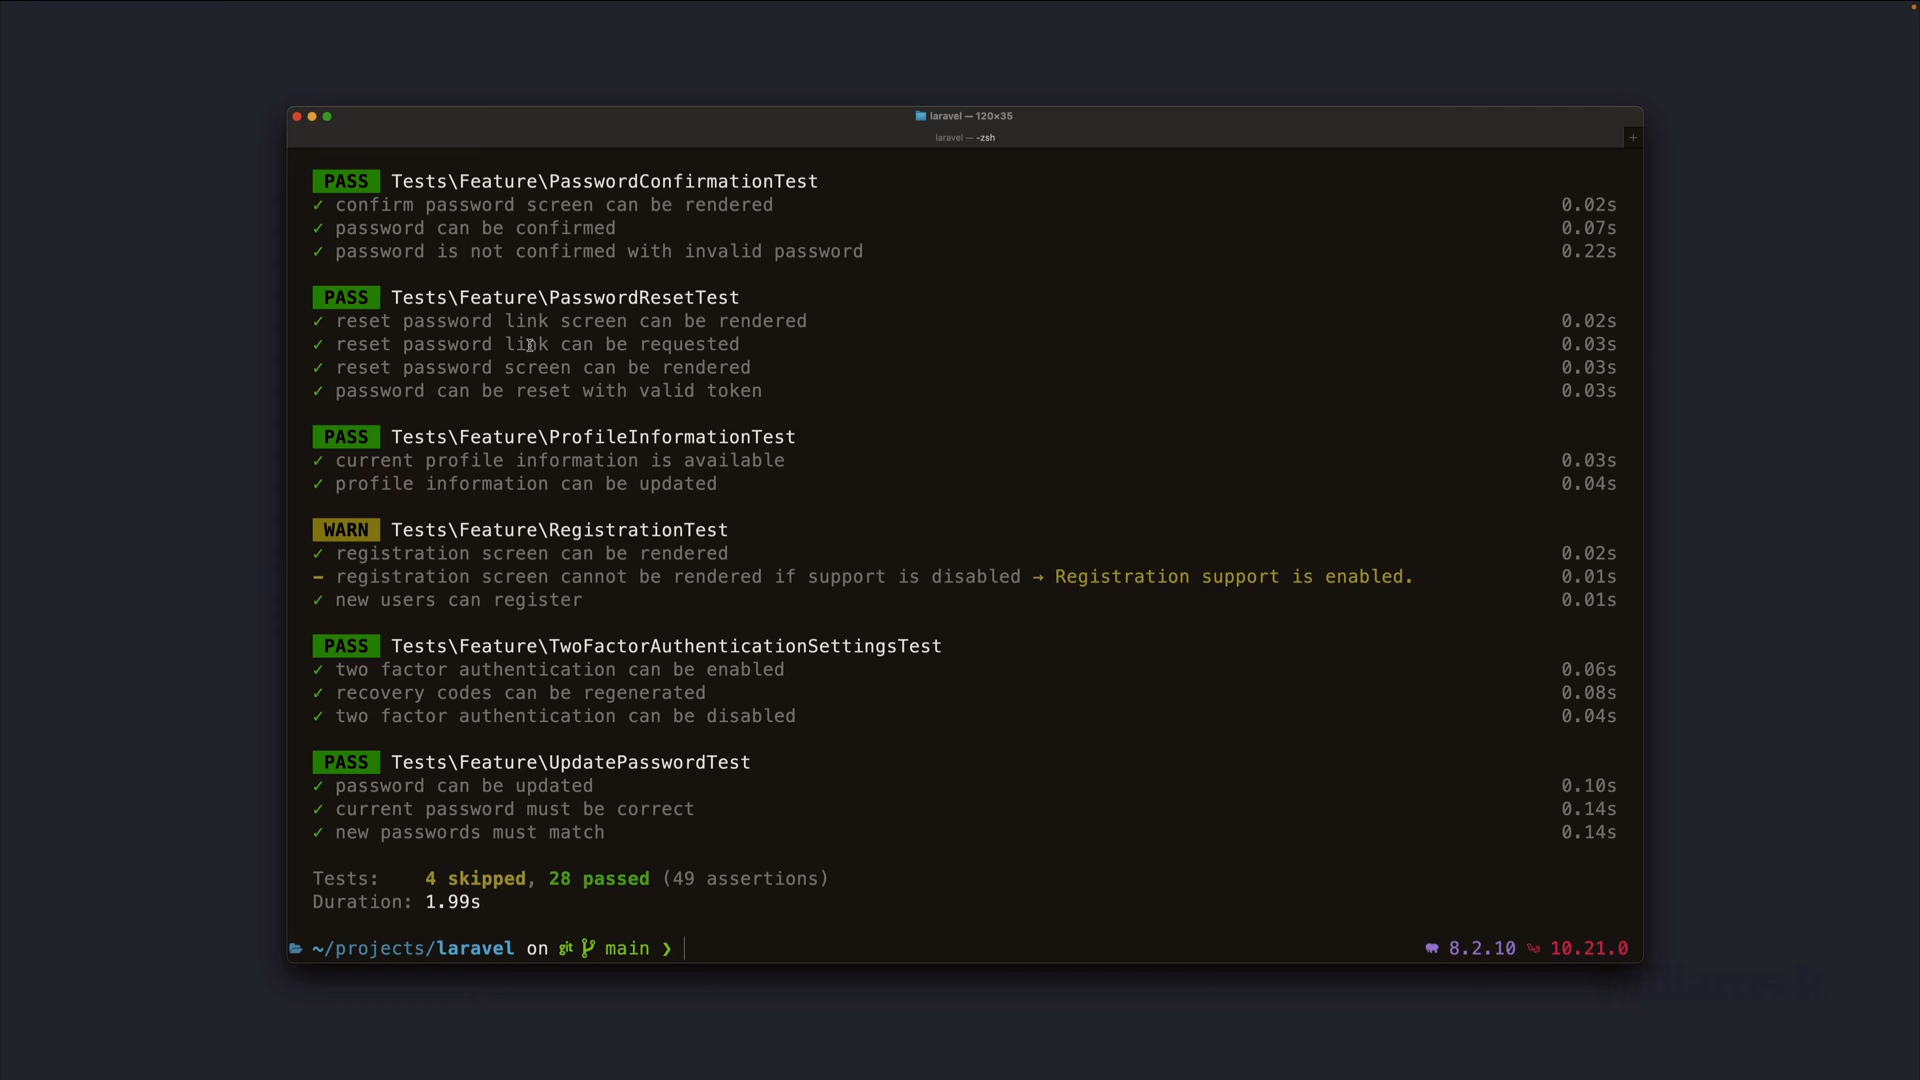 laravel — 120×35
laravel — -zsh
+
PASS Tests\Feature\PasswordConfirmationTest
✓ confirm password screen can be rendered 0.02s
✓ password can be confirmed 0.07s
✓ password is not confirmed with invalid password 0.22s
PASS Tests\Feature\PasswordResetTest
✓ reset password link screen can be rendered 0.02s
✓ reset password link can be requested 0.03s
✓ reset password screen can be rendered 0.03s
✓ password can be reset with valid token 0.03s
PASS Tests\Feature\ProfileInformationTest
✓ current profile information is available 0.03s
✓ profile information can be updated 0.04s
WARN Tests\Feature\RegistrationTest
✓ registration screen can be rendered 0.02s
– registration screen cannot be rendered if support is disabled → Registration support is enabled. 0.01s
✓ new users can register 0.01s
PASS Tests\Feature\TwoFactorAuthenticationSettingsTest
✓ two factor authentication can be enabled 0.06s
✓ recovery codes can be regenerated 0.08s
✓ two factor authentication can be disabled 0.04s
PASS Tests\Feature\UpdatePasswordTest
✓ password can be updated 0.10s
✓ current password must be correct 0.14s
✓ new passwords must match 0.14s
Tests: 4 skipped, 28 passed (49 assertions)
Duration: 1.99s
~/projects/laravel on git main ❯ 8.2.10 10.21.0